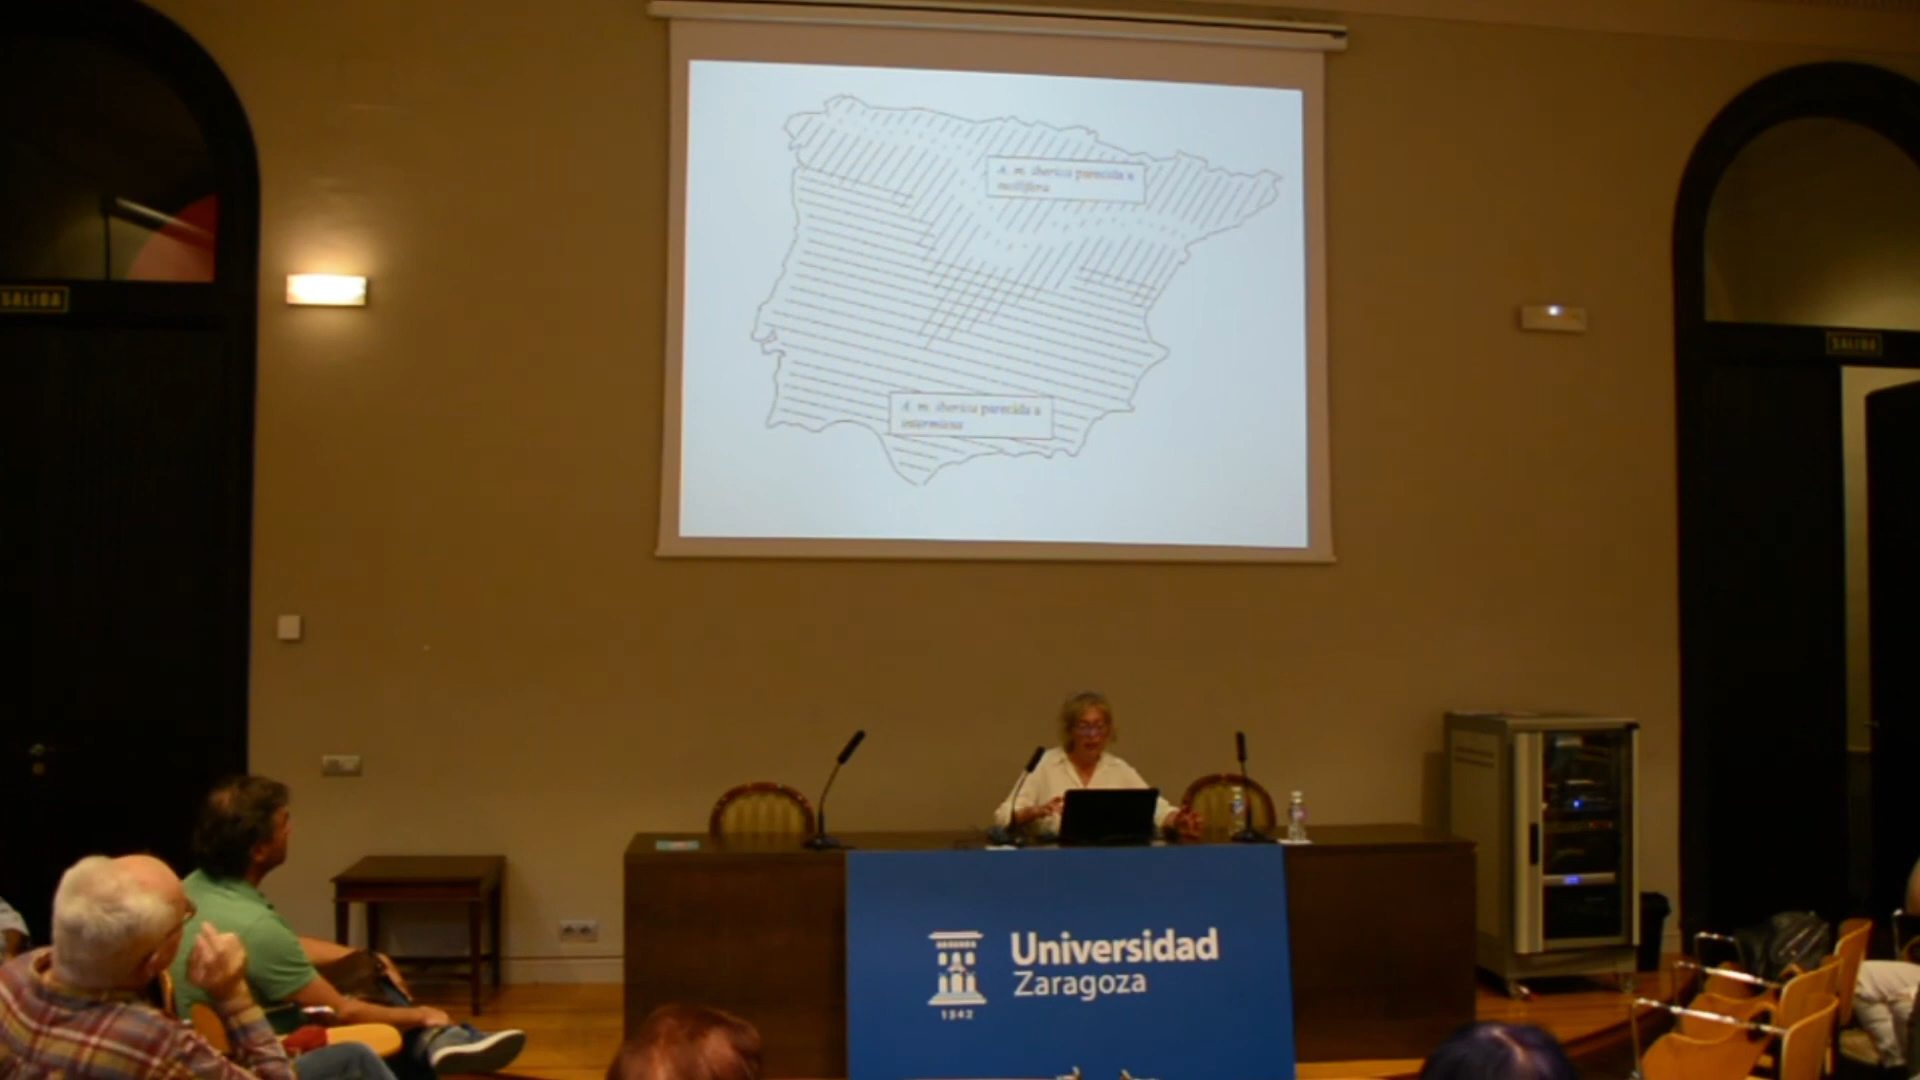 A. m. iberica parecida a
mellifera
A. m. iberica parecida a
intermissa
SALIDA
SALIDA
Universidad
Zaragoza
1542